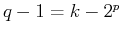 q − 1 = k − 2^p